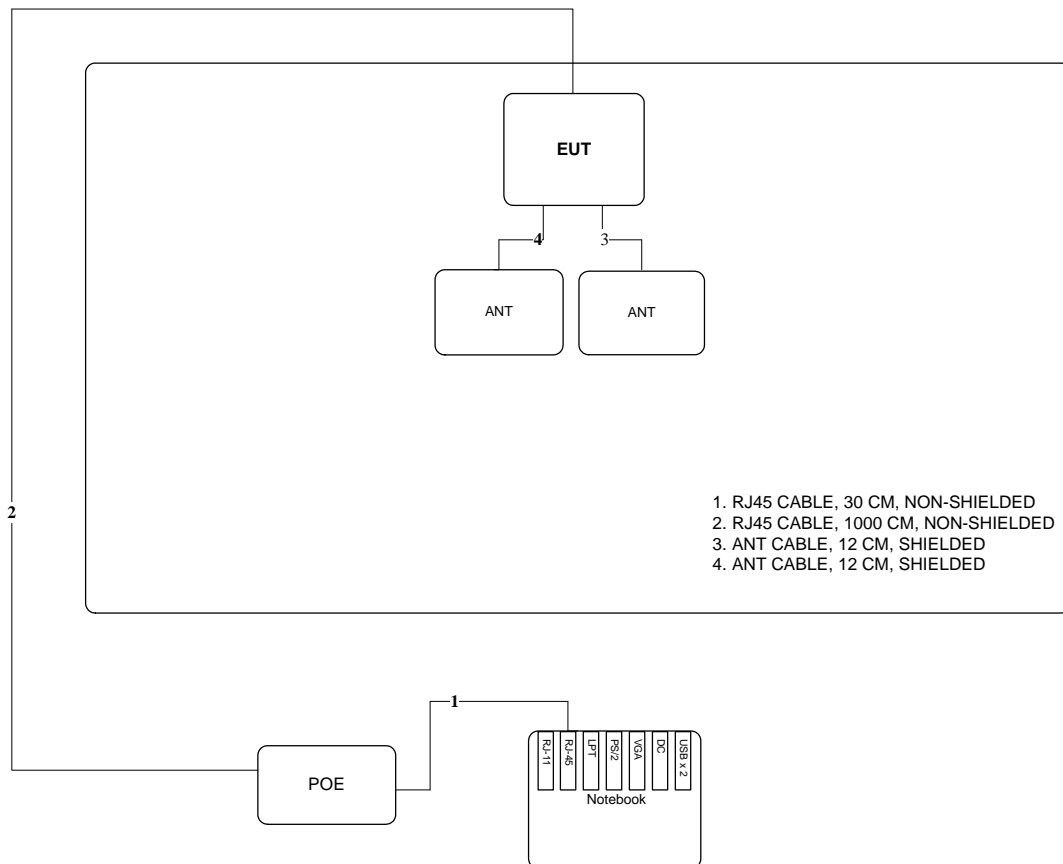 EUT
4
3
ANT
ANT
2
1. RJ45 CABLE, 30 CM, NON-SHIELDED
2. RJ45 CABLE, 1000 CM, NON-SHIELDED
3. ANT CABLE, 12 CM, SHIELDED
4. ANT CABLE, 12 CM, SHIELDED
1
POE
RJ-11
RJ-45
LPT
PS/2
VGA
DC
USB x 2
Notebook